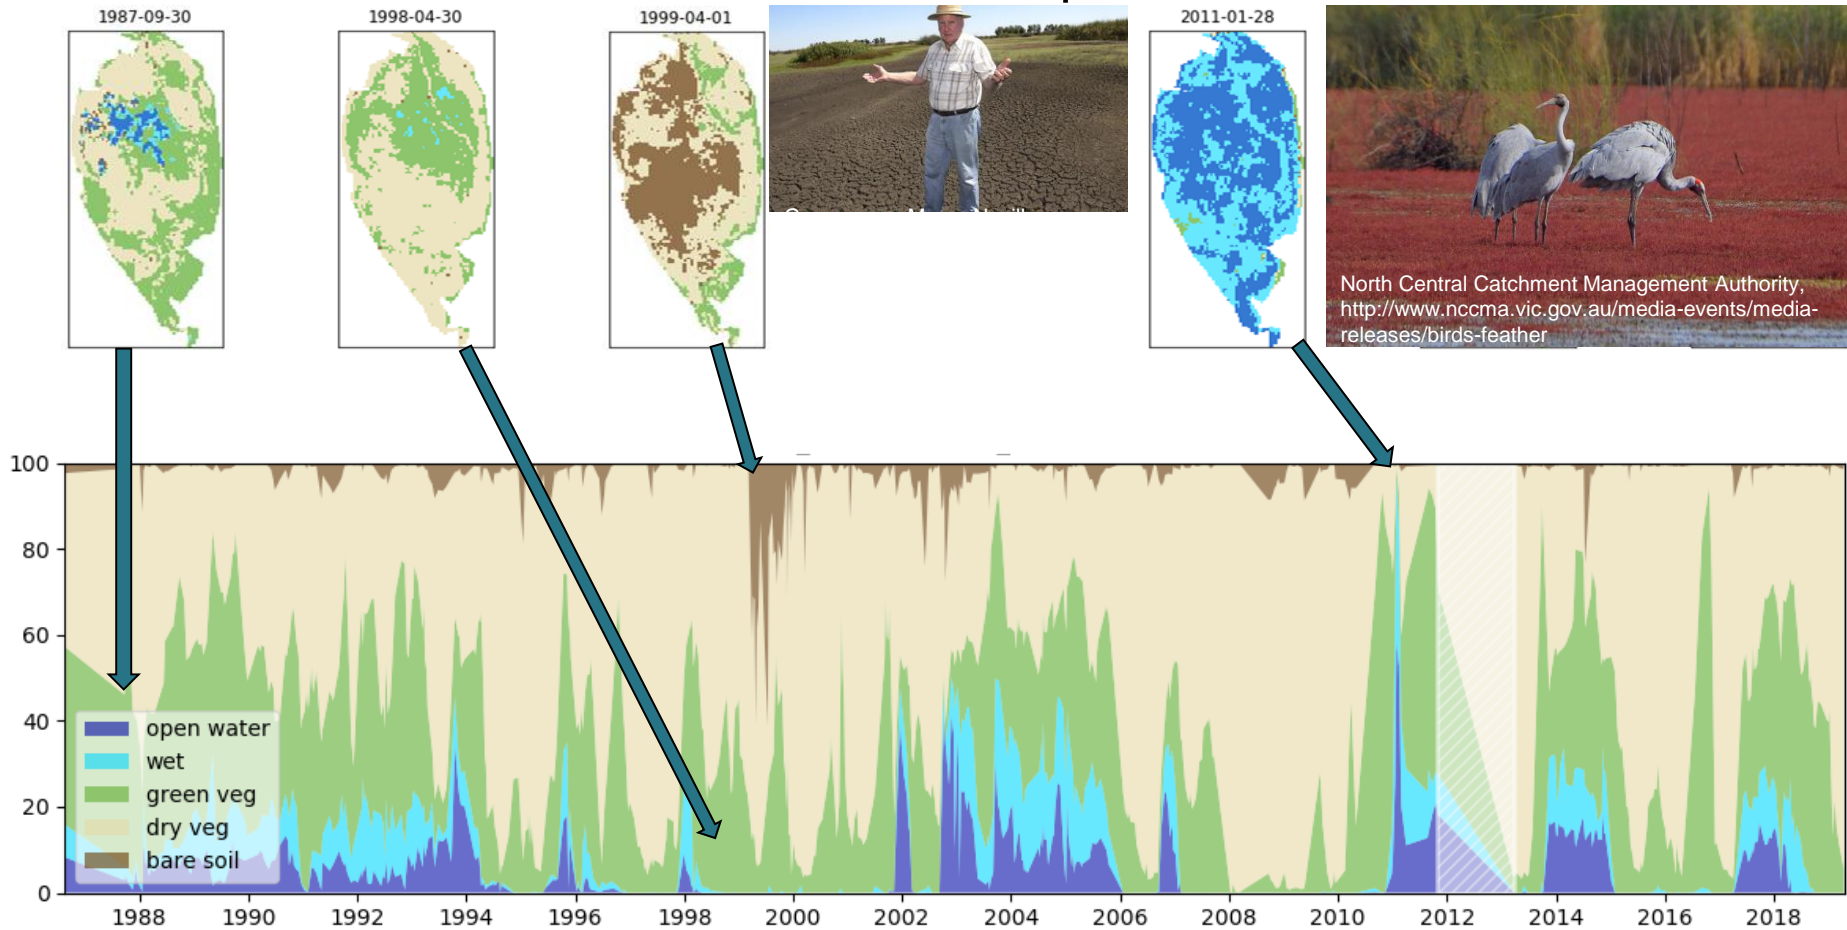 1987-09-30
1998-04-30
1999-04-01
2011-01-28
North Central Catchment Management Authority,
http://www.nccma.vic.gov.au/media-events/media-
releases/birds-feather
100
80
60
40
20
0
open water
wet
green veg
dry veg
bare soil
1988 1990 1992 1994 1996 1998 2000 2002 2004 2006 2008 2010 2012 2014 2016 2018